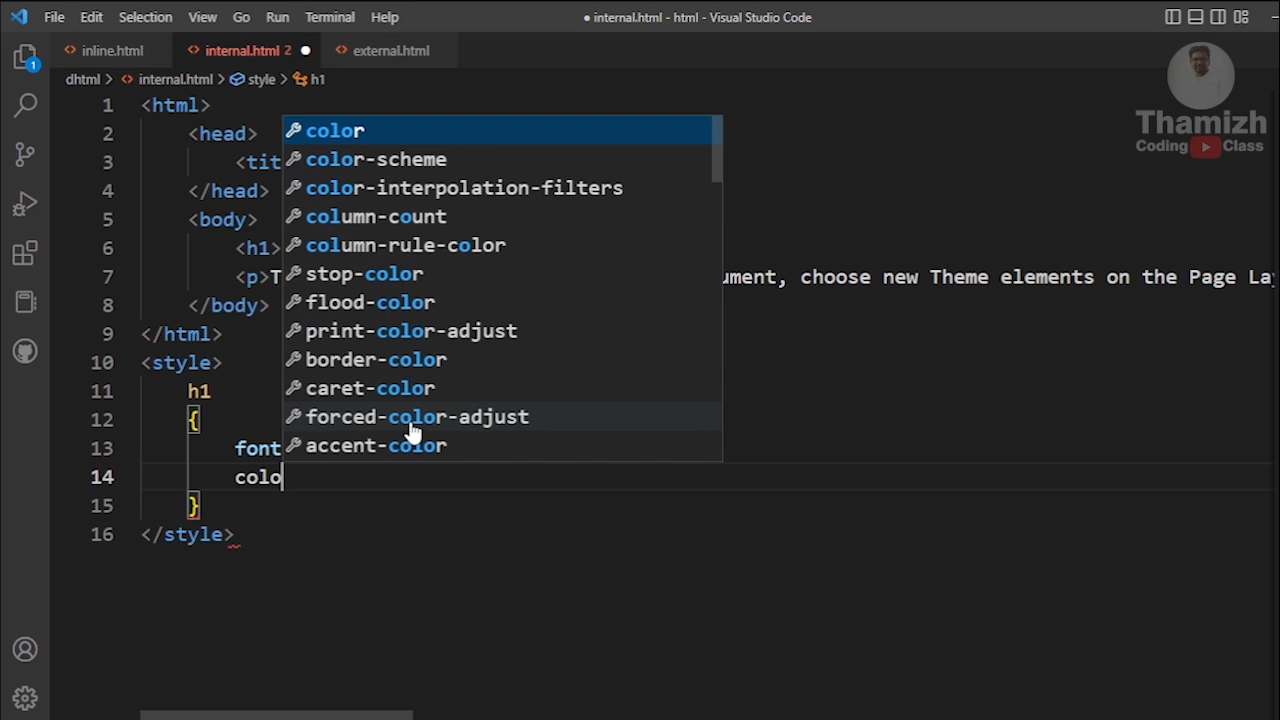 File Edit Selection View Go Run Terminal Help
● internal.html - html - Visual Studio Code
inline.html
internal.html 2 ●
external.html
dhtml > internal.html > style > h1
1
Thamizh
Coding Class
1 <html>
2 <head>
3 <tit
4 </head>
5 <body>
6 <h1>
7 <p>T
ument, choose new Theme elements on the Page La
8 </body>
9 </html>
10 <style>
11 h1
12 {
13 font
14 colo
15 }
16 </style>
color
color-scheme
color-interpolation-filters
column-count
column-rule-color
stop-color
flood-color
print-color-adjust
border-color
caret-color
forced-color-adjust
accent-color